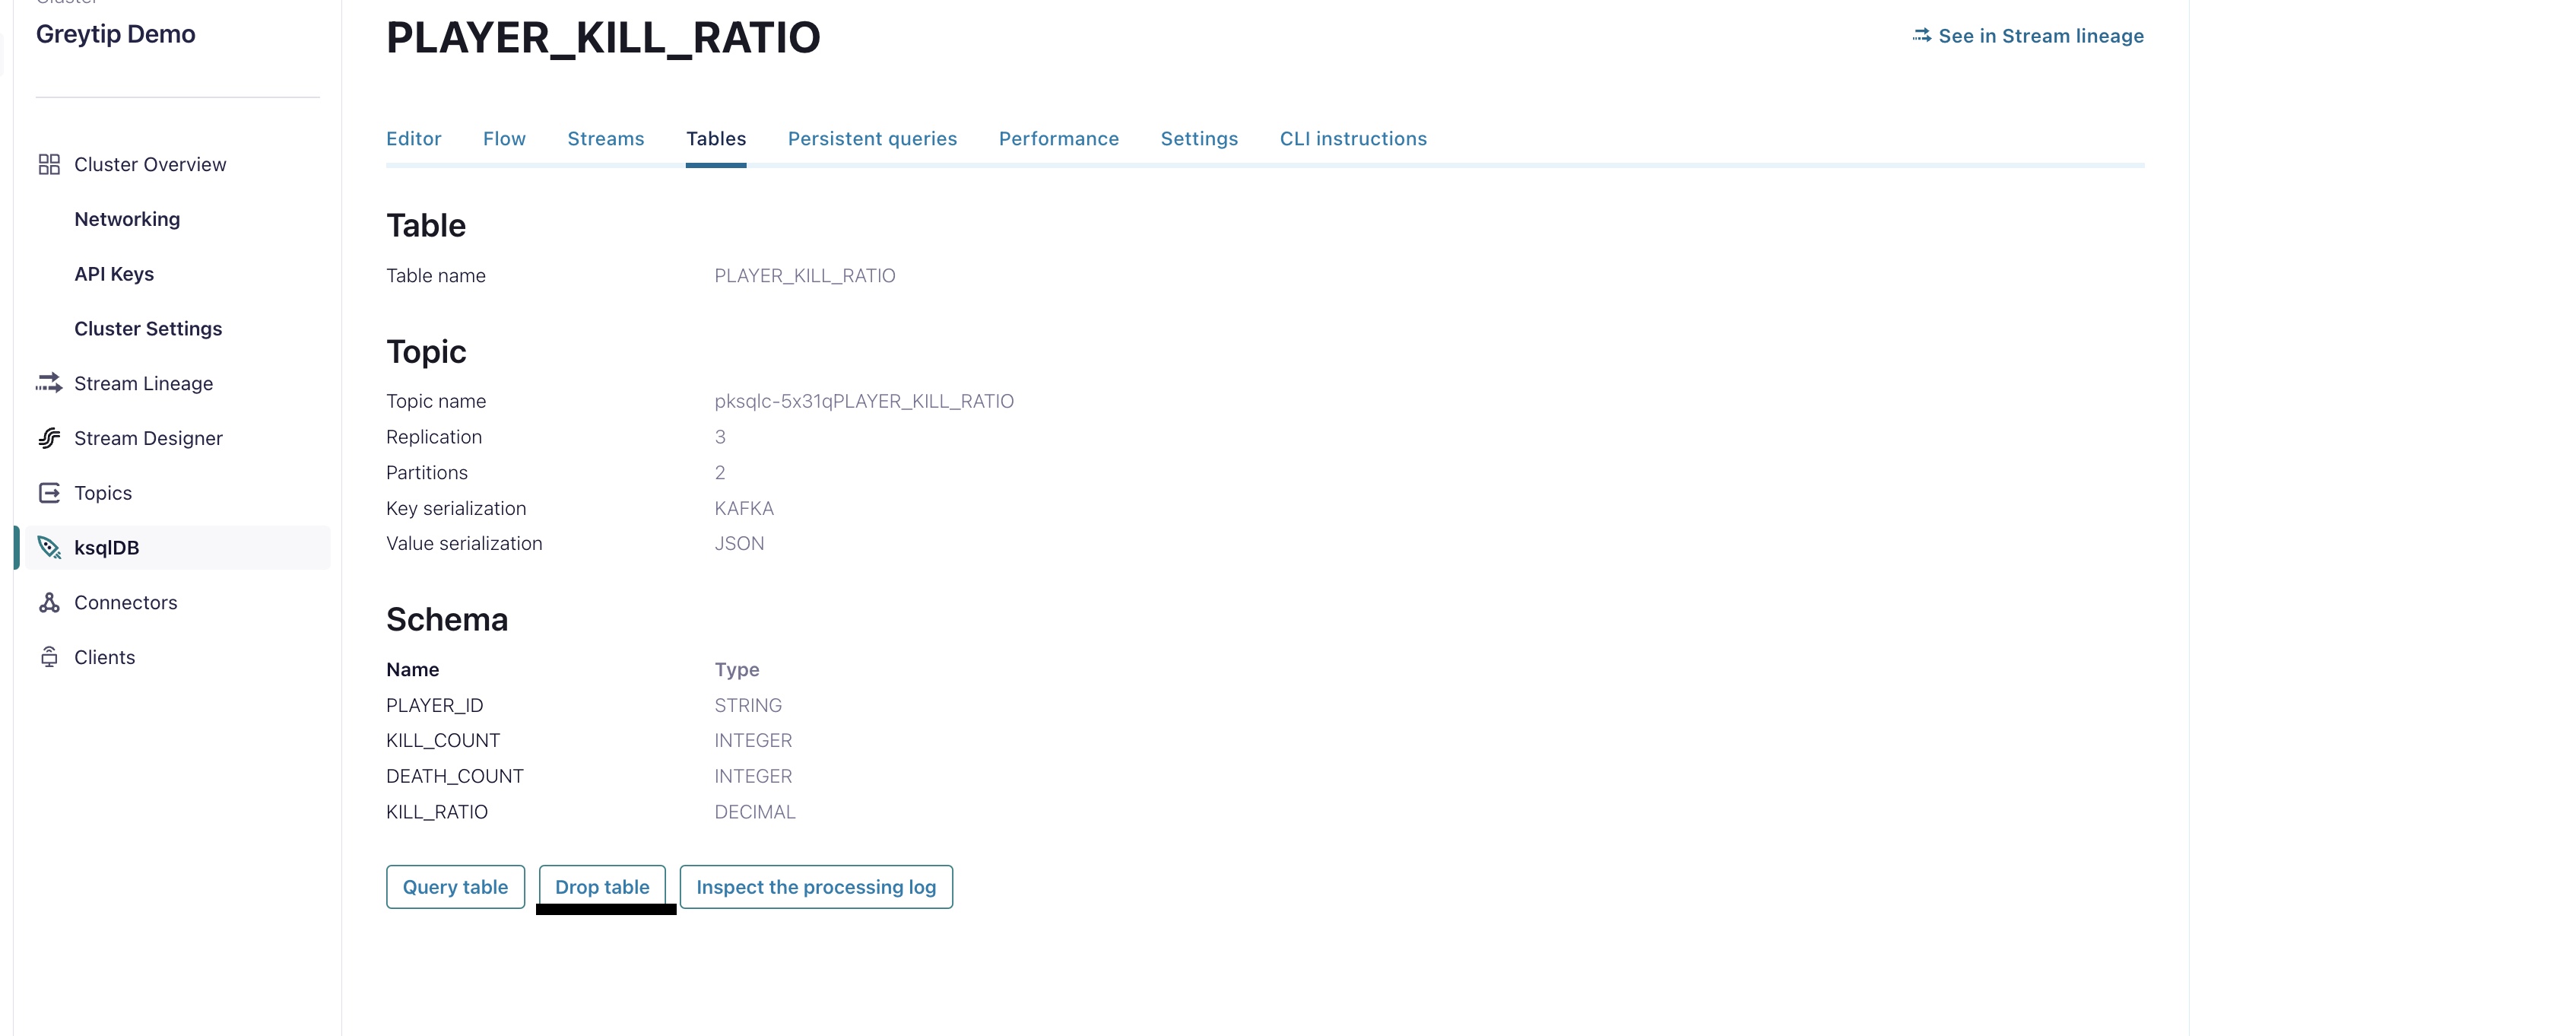 Cluster
Greytip Demo
Cluster Overview
Networking
API Keys
Cluster Settings
Stream Lineage
Stream Designer
Topics
ksqlDB
Connectors
Clients
PLAYER_KILL_RATIO
See in Stream lineage
Editor Flow Streams Tables Persistent queries Performance Settings CLI instructions
Table
Table name PLAYER_KILL_RATIO
Topic
Topic name pksqlc-5x31qPLAYER_KILL_RATIO
Replication 3
Partitions 2
Key serialization KAFKA
Value serialization JSON
Schema
Name Type
PLAYER_ID STRING
KILL_COUNT INTEGER
DEATH_COUNT INTEGER
KILL_RATIO DECIMAL
Query table Drop table Inspect the processing log